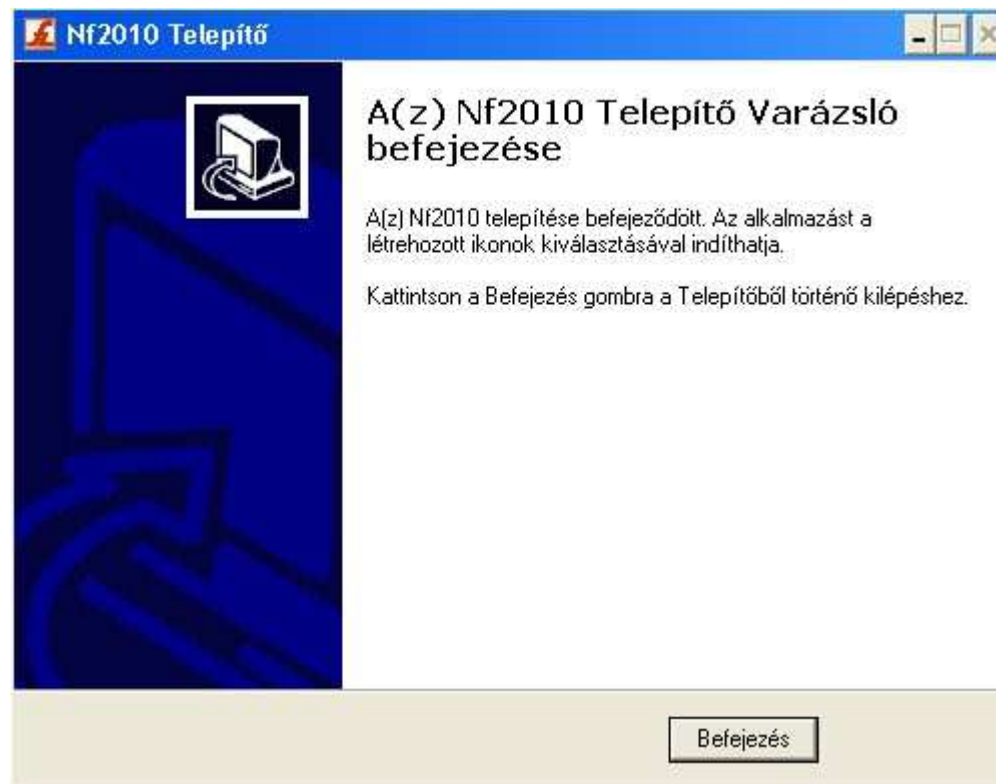 Nf2010 Telepítő
A(z) Nf2010 Telepítő Varázsló
befejezése
A(z) Nf2010 telepítése befejeződött. Az alkalmazást a
létrehozott ikonok kiválasztásával indíthatja.
Kattintson a Befejezés gombra a Telepítőből történő kilépéshez.
Befejezés